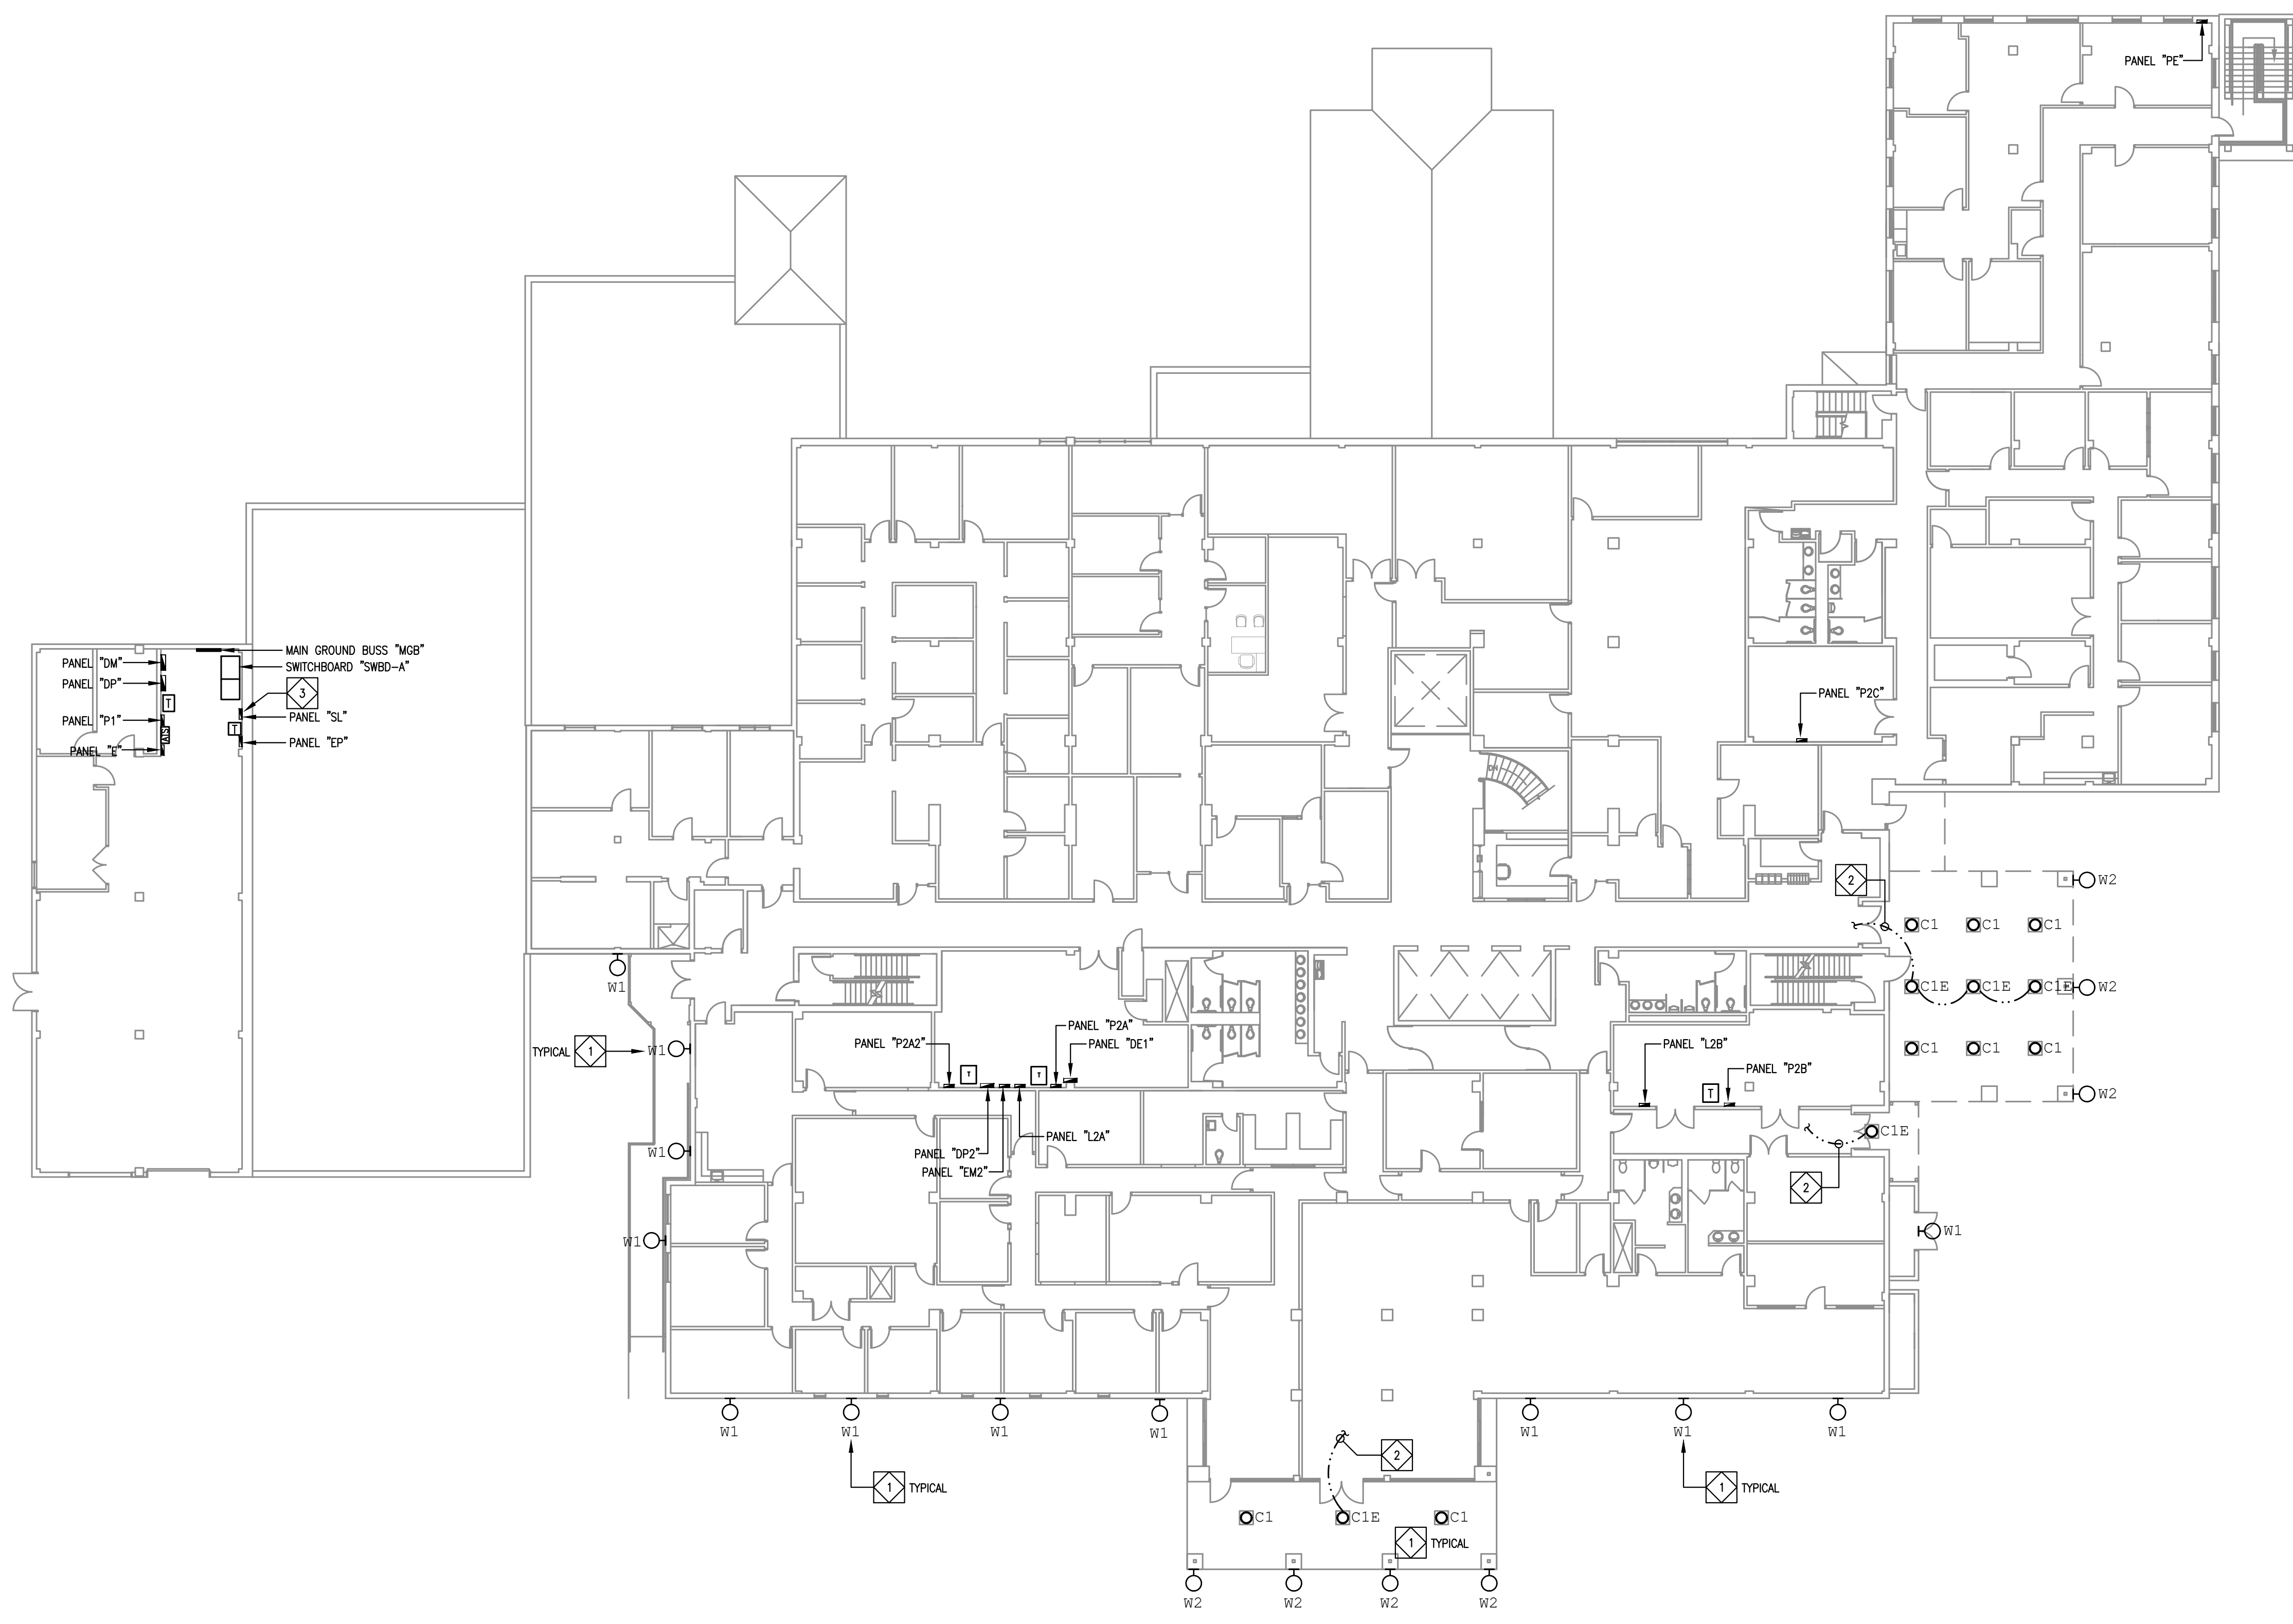 PANEL "PE"
MAIN GROUND BUSS "MGB"
PANEL "DM"
SWITCHBOARD "SWBD-A"
PANEL "DP"
3
T
PANEL "P2C"
PANEL "P1"
PANEL "SL"
T
ATS
PANEL "EP"
PANEL "E"
DN
2
W2
C1
C1
C1
W1
C1E
C1E
C1E
W2
PANEL "P2A"
PANEL "P2A2"
PANEL "DE1"
PANEL "L2B"
C1
C1
C1
TYPICAL
1
W1
T
T
PANEL "P2B"
T
W2
PANEL "L2A"
C1E
W1
PANEL "DP2"
PANEL "EM2"
2
W1
W1
W1
W1
W1
W1
W1
W1
W1
2
1
TYPICAL
1
TYPICAL
C1
C1E
C1
1
TYPICAL
W2
W2
W2
W2